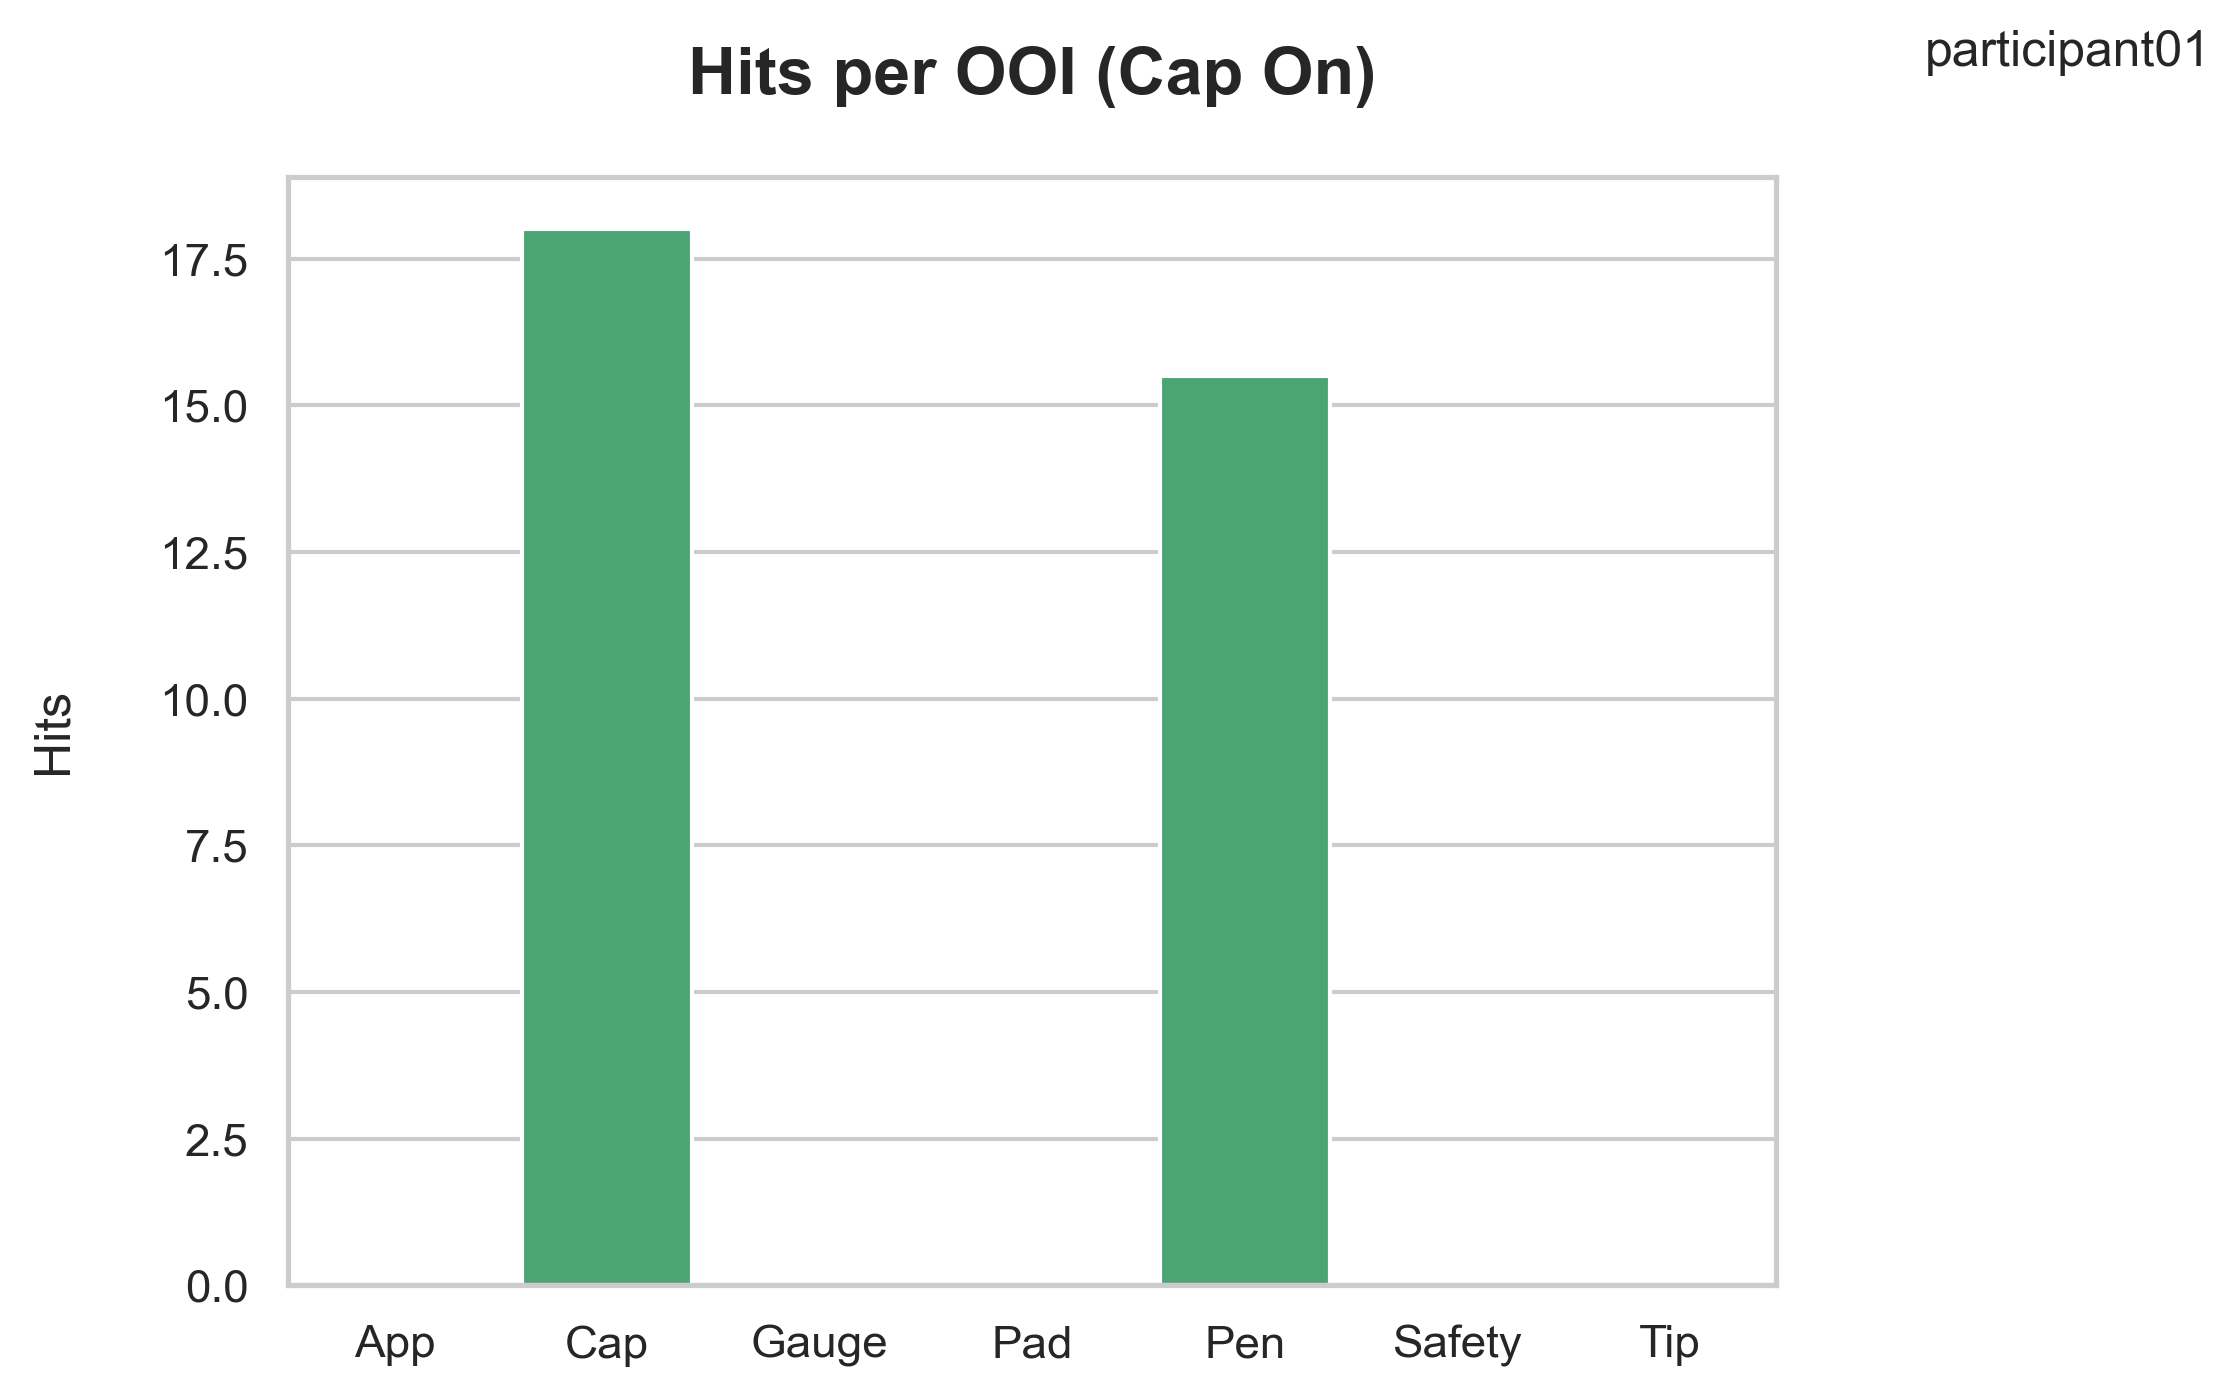 Hits per OOI (Cap On)
participant01
Hits
17.5
15.0
12.5
10.0
7.5
5.0
2.5
0.0
App Cap Gauge Pad Pen Safety Tip